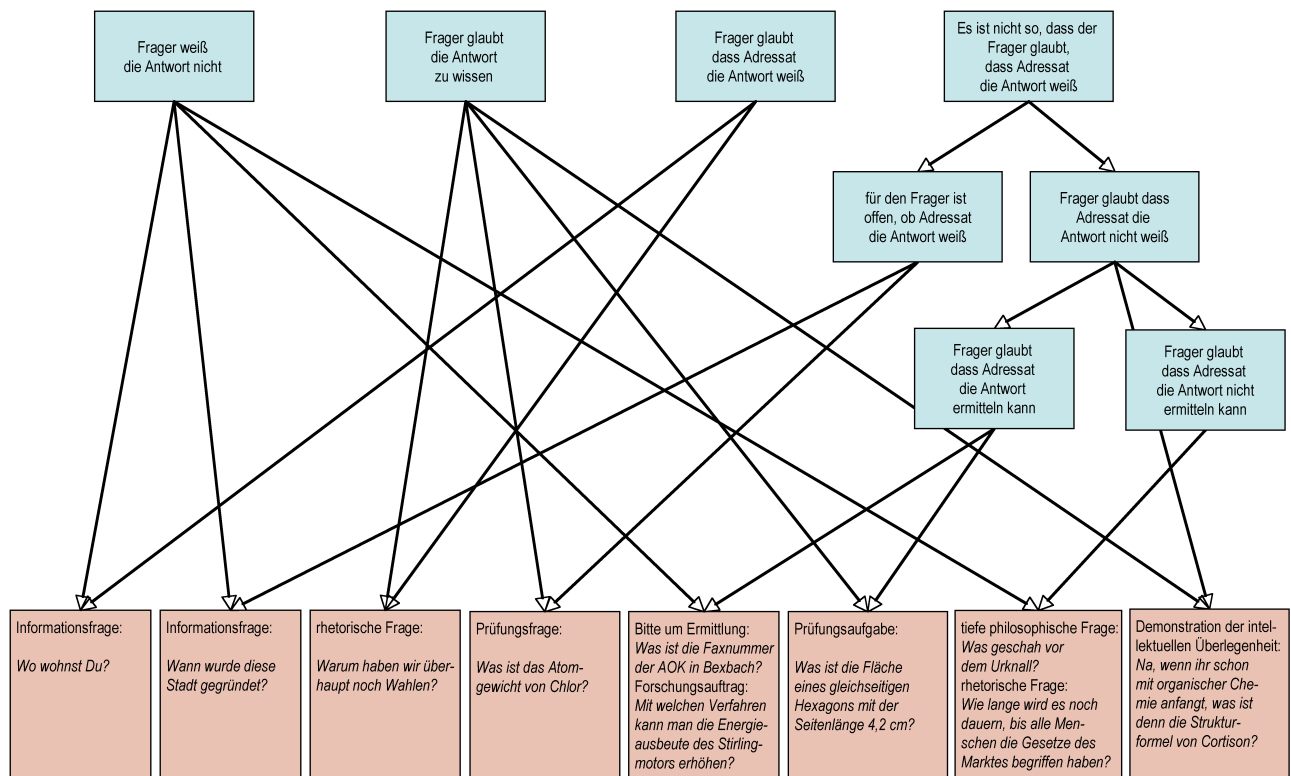 Frager weiß
die Antwort nicht
Frager glaubt
die Antwort
zu wissen
Frager glaubt
dass Adressat
die Antwort weiß
Es ist nicht so, dass der
Frager glaubt,
dass Adressat
die Antwort weiß
für den Frager ist
offen, ob Adressat
die Antwort weiß
Frager glaubt dass
Adressat die
Antwort nicht weiß
Frager glaubt
dass Adressat
die Antwort
ermitteln kann
Frager glaubt
dass Adressat
die Antwort nicht
ermitteln kann
Informationsfrage:
Wo wohnst Du?
Informationsfrage:
Wann wurde diese
Stadt gegründet?
rhetorische Frage:
Warum haben wir über-
haupt noch Wahlen?
Prüfungsfrage:
Was ist das Atom-
gewicht von Chlor?
Bitte um Ermittlung:
Was ist die Faxnummer
der AOK in Bexbach?
Forschungsauftrag:
Mit welchen Verfahren
kann man die Energie-
ausbeute des Stirling-
motors erhöhen?
Prüfungsaufgabe:
Was ist die Fläche
eines gleichseitigen
Hexagons mit der
Seitenlänge 4,2 cm?
tiefe philosophische Frage:
Was geschah vor
dem Urknall?
rhetorische Frage:
Wie lange wird es noch
dauern, bis alle Men-
schen die Gesetze des
Marktes begriffen haben?
Demonstration der intel-
lektuellen Überlegenheit:
Na, wenn ihr schon
mit organischer Che-
mie anfangt, was ist
denn die Struktur-
formel von Cortison?